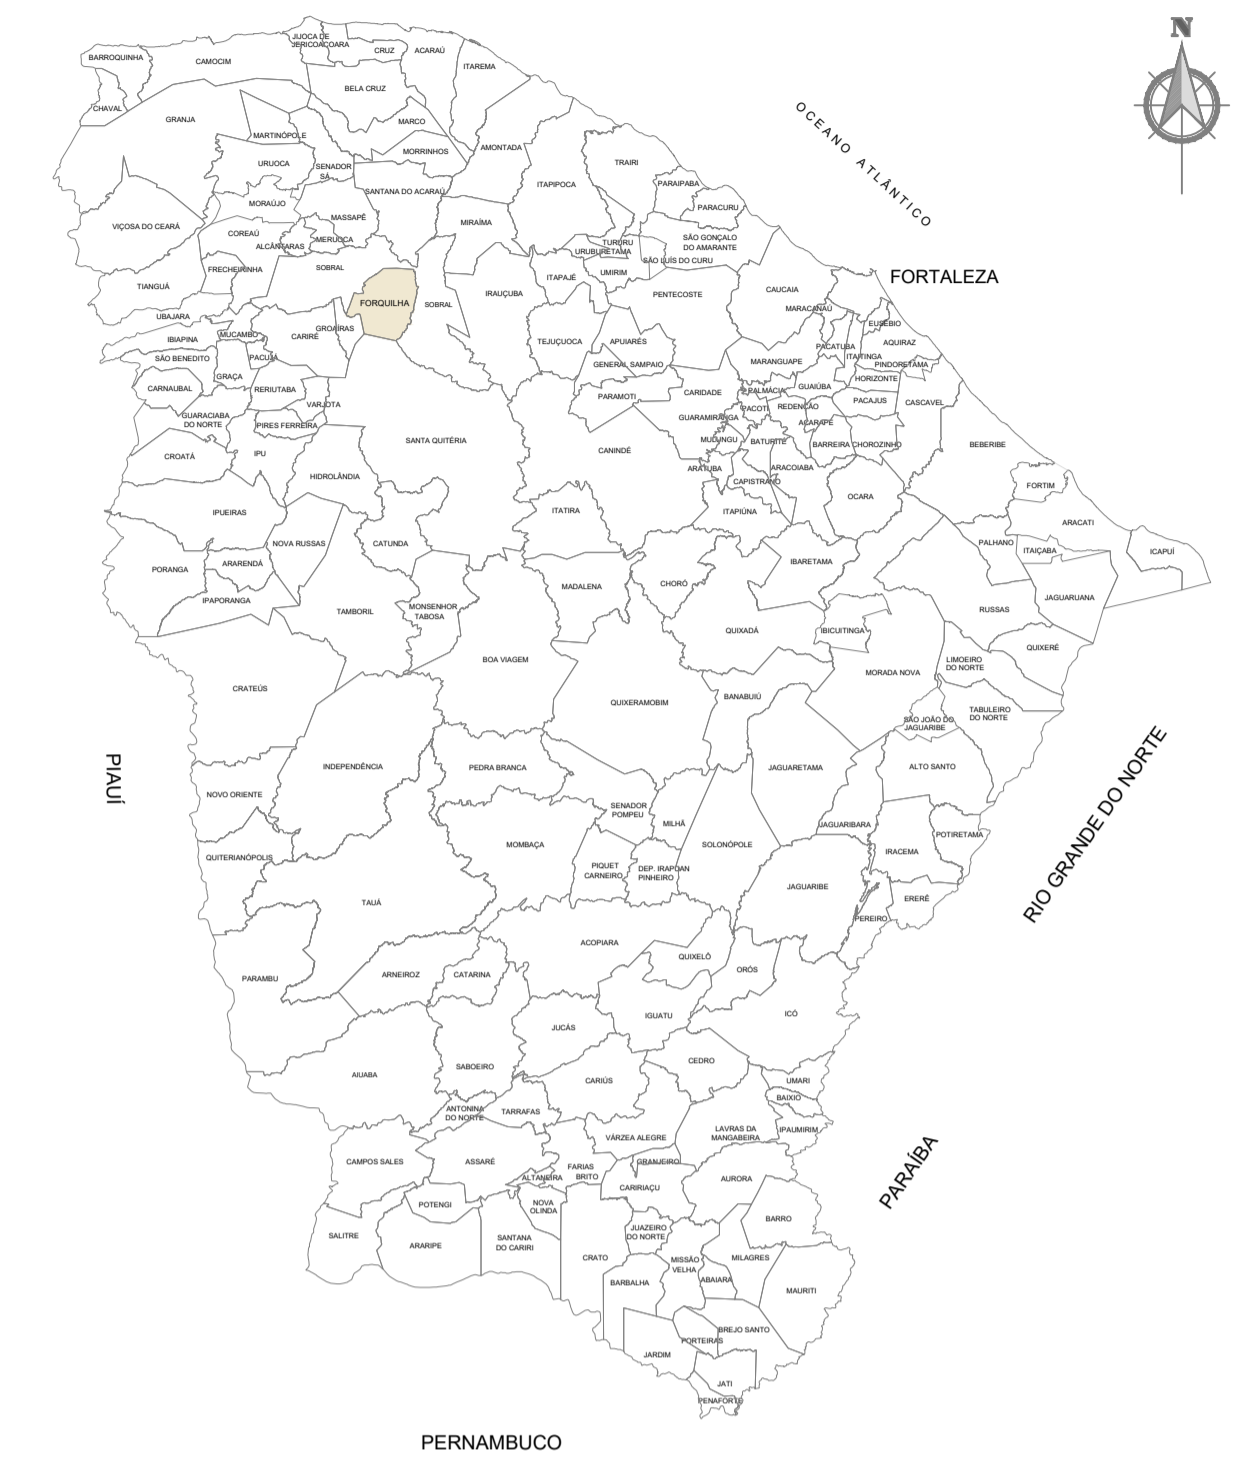 N
JIJOCA DE
JERICOACOARA
CRUZ
ACARAÚ
BARROQUINHA
CAMOCIM
ITAREMA
BELA CRUZ
CHAVAL
GRANJA
MARCO
OCEANO ATLÂNTICO
MARTINÓPOLE
MORRINHOS
AMONTADA
URUOCA
SENADOR
SÁ
TRAIRI
SANTANA DO ACARAÚ
ITAPIPOCA
PARAIPABA
MORAÚJO
PARACURU
MASSAPÊ
VIÇOSA DO CEARÁ
MIRAÍMA
COREAÚ
MERUOCA
ALCÂNTARAS
TURURU
SÃO GONÇALO
DO AMARANTE
URUBURETAMA
SÃO LUÍS DO CURU
FRECHEIRINHA
SOBRAL
UMIRIM
FORTALEZA
ITAPAJÉ
TIANGUÁ
IRAUÇUBA
PENTECOSTE
CAUCAIA
FORQUILHA
SOBRAL
MARACANAÚ
UBAJARA
EUSÉBIO
GROAÍRAS
IBIAPINA
MUCAMBO
CARIRÉ
TEJUÇUOCA
APUIARÉS
PACATUBA
AQUIRAZ
SÃO BENEDITO
PACUJÁ
ITAITINGA
MARANGUAPE
GENERAL SAMPAIO
PINDORETAMA
GRAÇA
HORIZONTE
CARNAUBAL
RERIUTABA
PARAMOTI
CARIDADE
PALMÁCIA
GUAIÚBA
VARJOTA
PACOTI
REDENÇÃO
PACAJUS
CASCAVEL
GUARACIABA
DO NORTE
PIRES FERREIRA
GUARAMIRANGA
ACARAPÉ
SANTA QUITÉRIA
MULUNGU
BATURITÉ
BARREIRA
CHOROZINHO
BEBERIBE
CROATÁ
IPU
CANINDÉ
ARATUBA
ARACOIABA
HIDROLÂNDIA
CAPISTRANO
FORTIM
OCARA
IPUEIRAS
ITATIRA
ITAPIÚNA
ARACATI
NOVA RUSSAS
CATUNDA
PALHANO
ITAIÇABA
ICAPUÍ
PORANGA
ARARENDÁ
IBARETAMA
MADALENA
CHORÓ
IPAPORANGA
JAGUARUANA
TAMBORIL
MONSENHOR
TABOSA
RUSSAS
QUIXADÁ
IBICUITINGA
QUIXERÉ
BOA VIAGEM
LIMOEIRO
DO NORTE
MORADA NOVA
CRATEÚS
BANABUIÚ
QUIXERAMOBIM
TABULEIRO
DO NORTE
SÃO JOÃO DO
JAGUARIBE
PIAUÍ
INDEPENDÊNCIA
PEDRA BRANCA
JAGUARETAMA
ALTO SANTO
RIO GRANDE DO NORTE
NOVO ORIENTE
SENADOR
POMPEU
MILHÃ
JAGUARIBARA
POTIRETAMA
MOMBAÇA
SOLONÓPOLE
IRACEMA
QUITERIANÓPOLIS
PIQUET
CARNEIRO
DEP. IRAPUAN
PINHEIRO
JAGUARIBE
TAUÁ
ERERÊ
PEREIRO
ACOPIARA
QUIXELÔ
PARAMBU
ARNEIROZ
CATARINA
ORÓS
IGUATU
ICÓ
JUCÁS
CEDRO
AIUABA
SABOEIRO
CARIÚS
UMARI
BAIXIO
ANTONINA
DO NORTE
TARRAFAS
VÁRZEA ALEGRE
LAVRAS DA
MANGABEIRA
IPAUMIRIM
PARAÍBA
CAMPOS SALES
ASSARÉ
FARIAS
BRITO
GRANJEIRO
ALTANEIRA
AURORA
CARIRIAÇU
POTENGI
NOVA
OLINDA
BARRO
SALITRE
ARARIPE
SANTANA
DO CARIRI
JUAZEIRO
DO NORTE
CRATO
MISSÃO
VELHA
MILAGRES
BARBALHA
ABAIARA
MAURITI
PORTEIRAS
BREJO SANTO
JARDIM
JATI
PENAFORTE
PERNAMBUCO